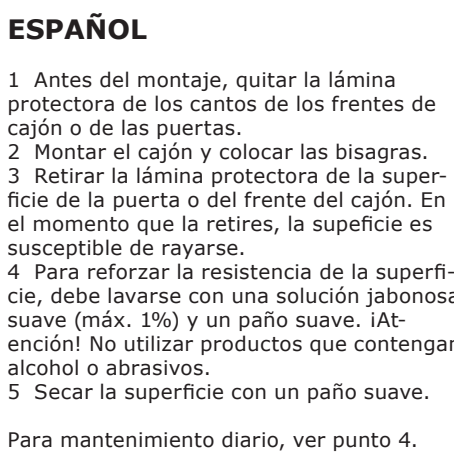 ESPAÑOL
1 Antes del montaje, quitar la lámina
protectora de los cantos de los frentes de
cajón o de las puertas.
2 Montar el cajón y colocar las bisagras.
3 Retirar la lámina protectora de la super-
ficie de la puerta o del frente del cajón. En
el momento que la retires, la supeficie es
susceptible de rayarse.
4 Para reforzar la resistencia de la superfi-
cie, debe lavarse con una solución jabonosa
suave (máx. 1%) y un paño suave. ¡At-
ención! No utilizar productos que contengan
alcohol o abrasivos.
5 Secar la superficie con un paño suave.
Para mantenimiento diario, ver punto 4.